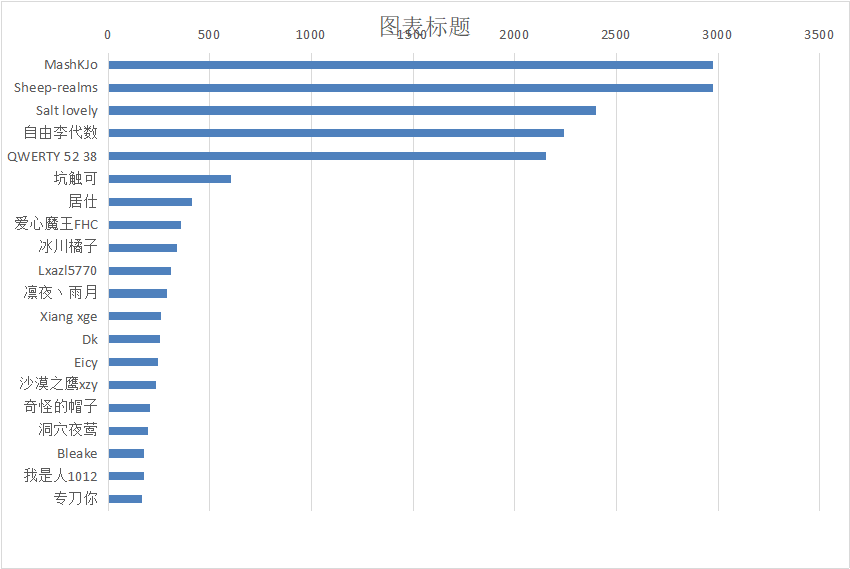 图表标题
0 500 1000 1500 2000 2500 3000 3500
MashKJo
Sheep-realms
Salt lovely
自由李代数
QWERTY 52 38
坑触可
居仕
爱心魔王FHC
冰川橘子
Lxazl5770
凛夜丶雨月
Xiang xge
Dk
Eicy
沙漠之鹰xzy
奇怪的帽子
洞穴夜莺
Bleake
我是人1012
专刀你